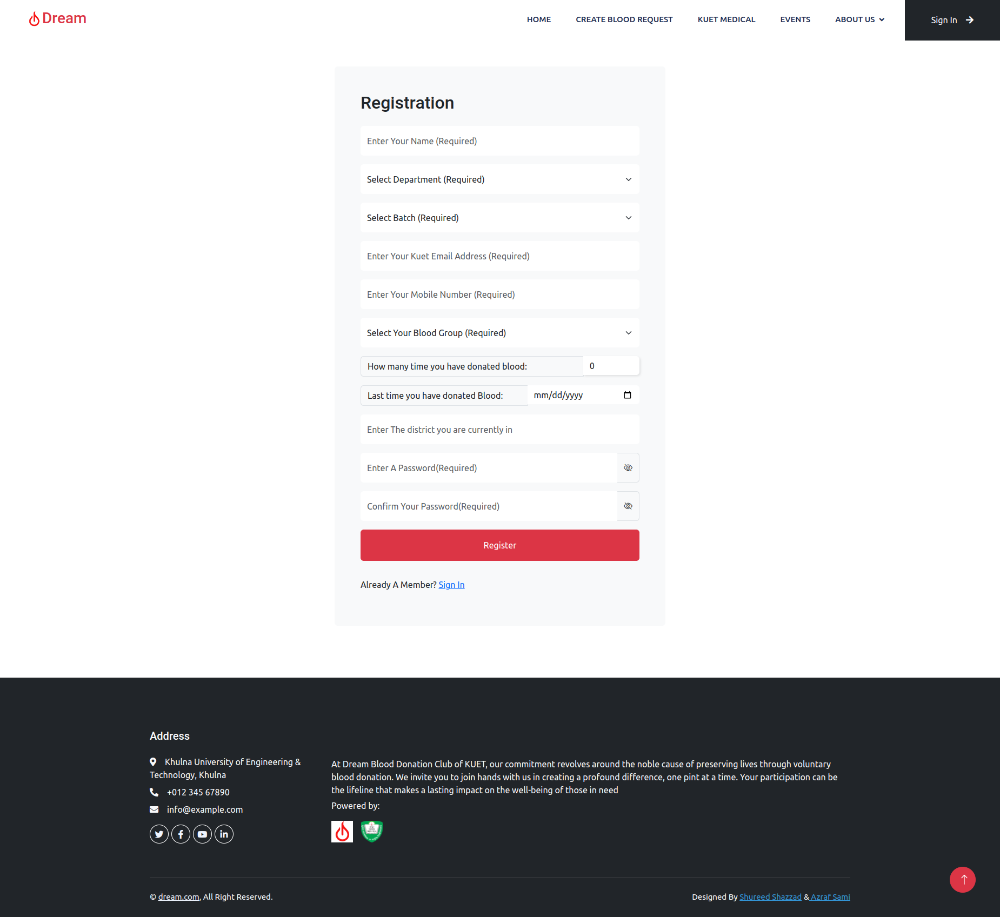 Dream
HOME
CREATE BLOOD REQUEST
KUET MEDICAL
EVENTS
ABOUT US
Sign In
Registration
Enter Your Name (Required)
Select Department (Required)
Select Batch (Required)
Enter Your Kuet Email Address (Required)
Enter Your Mobile Number (Required)
Select Your Blood Group (Required)
How many time you have donated blood:
0
Last time you have donated Blood:
mm/dd/yyyy
Enter The district you are currently in
Enter A Password(Required)
Confirm Your Password(Required)
Register
Already A Member? Sign In
Address
Khulna University of Engineering &
Technology, Khulna
+012 345 67890
info@example.com
At Dream Blood Donation Club of KUET, our commitment revolves around the noble cause of preserving lives through voluntary
blood donation. We invite you to join hands with us in creating a profound difference, one pint at a time. Your participation can be
the lifeline that makes a lasting impact on the well-being of those in need
Powered by:
© dream.com, All Right Reserved.
Designed By Shureed Shazzad & Azraf Sami